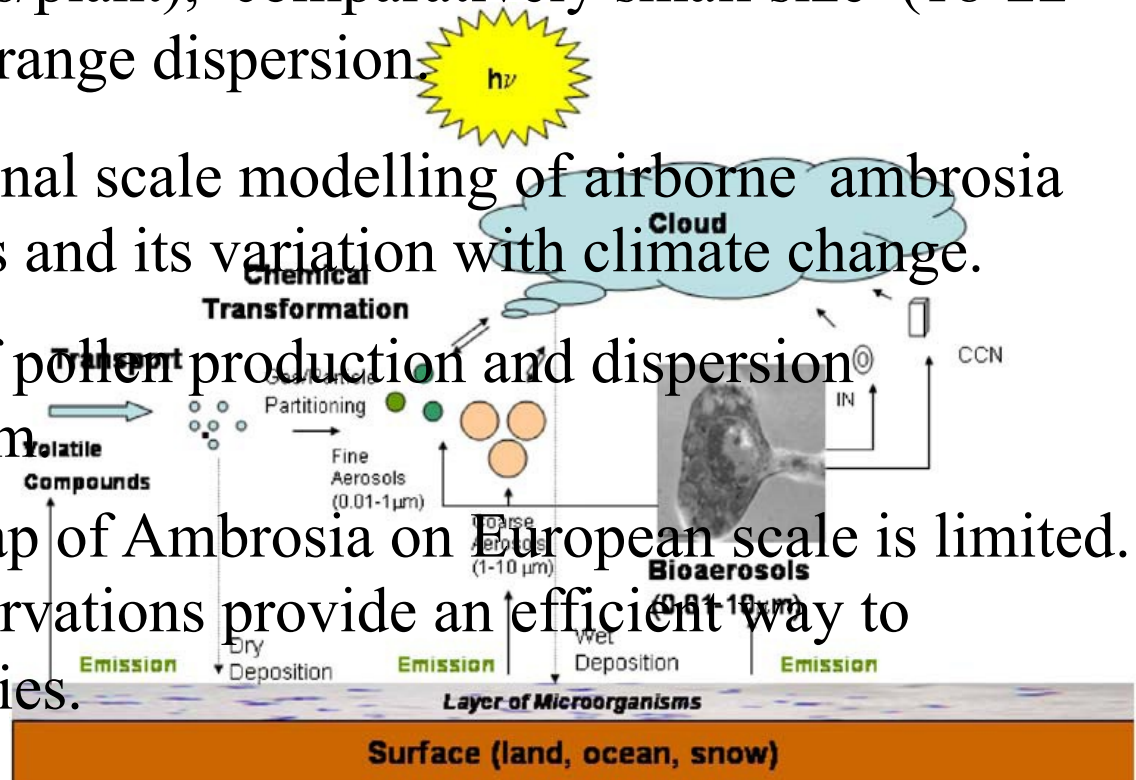 range dispersion.
hν
nal scale modelling of airborne ambrosia
Cloud
s and its variation with climate change.
Chemical
Transformation
pollen production and dispersion
Transport
Gas/Particle
Partitioning
CCN
IN
m
Volatile
Compounds
Fine
Aerosols
(0.01-1μm)
ap of Ambrosia on European scale is limited.
Coarse
Aerosols
(1-10 μm)
Bioaerosols
rvations provide an efficient way to
Dry
Deposition
Wet
Deposition
Emission
Emission
Emission
ies.
Layer of Microorganisms
Surface (land, ocean, snow)